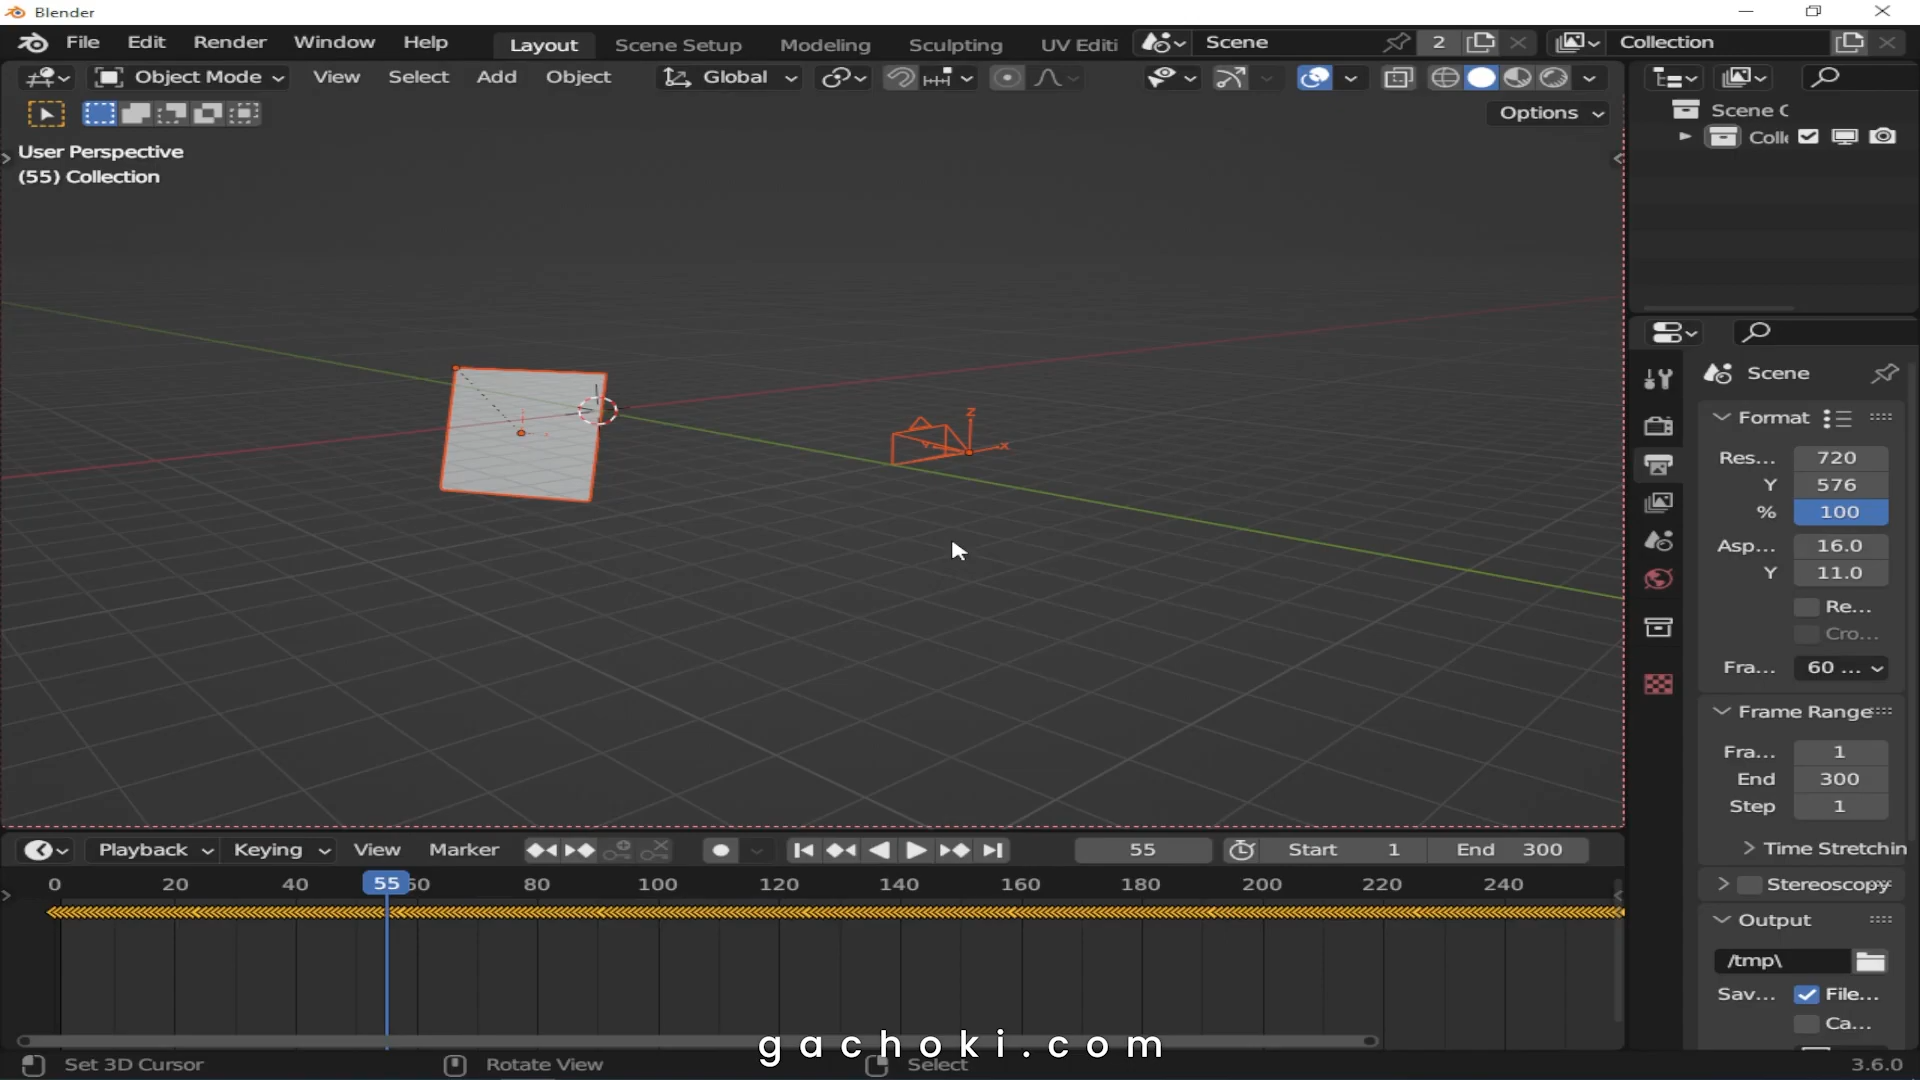 Blender
File Edit Render Window Help Layout Scene Setup Modeling Sculpting UV Editi Scene 2 Collection
Object Mode View Select Add Object Global
Options
User Perspective
(55) Collection
Scene C
Coll
Scene
Format
Res... 720
Y 576
% 100
Asp... 16.0
Y 11.0
Re...
Cro...
Fra... 60 ...
Frame Range
Fra... 1
End 300
Step 1
Time Stretchin
Stereoscopy
Output
/tmp\
Sav... File...
Ca...
Playback Keying View Marker 55 Start 1 End 300
0 20 40 55 60 80 100 120 140 160 180 200 220 240
Z
X
gachoki.com
Set 3D Cursor Rotate View Select 3.6.0